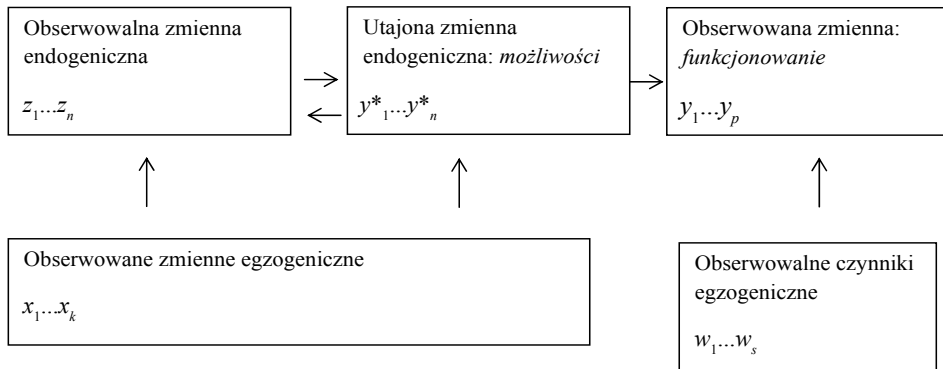 Obserwowalna zmienna
endogeniczna
z₁...zₙ
Utajona zmienna
endogeniczna: możliwości
y*₁...y*ₙ
Obserwowana zmienna:
funkcjonowanie
y₁...yₚ
Obserwowane zmienne egzogeniczne
x₁...xₖ
Obserwowalne czynniki
egzogeniczne
w₁...wₛ